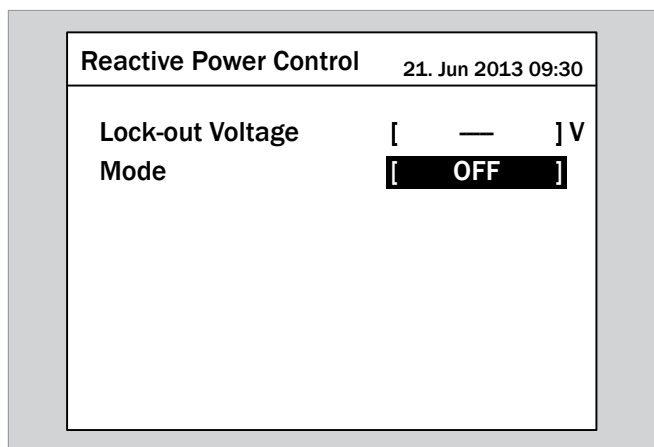 Reactive Power Control 21. Jun 2013 09:30
Lock-out Voltage [ — ] V
Mode [ OFF ]